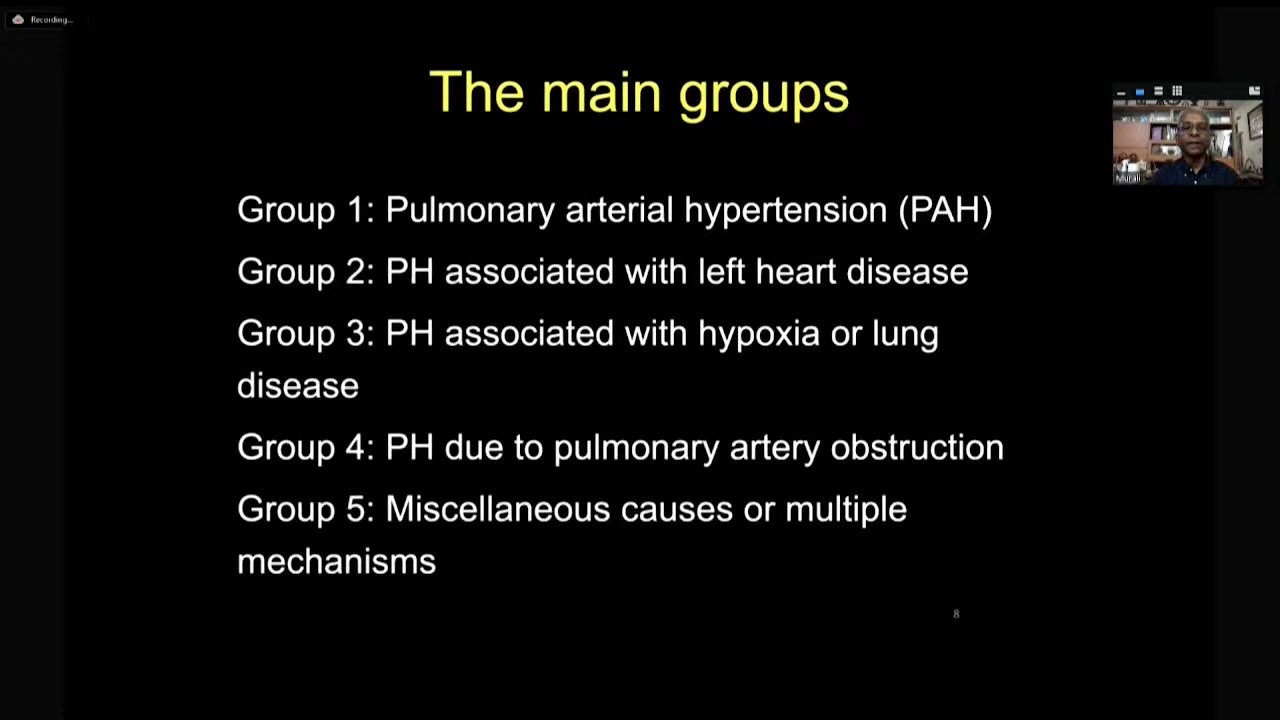 Recording...
The main groups
Murali
Group 1: Pulmonary arterial hypertension (PAH)
Group 2: PH associated with left heart disease
Group 3: PH associated with hypoxia or lung
disease
Group 4: PH due to pulmonary artery obstruction
Group 5: Miscellaneous causes or multiple
mechanisms
8